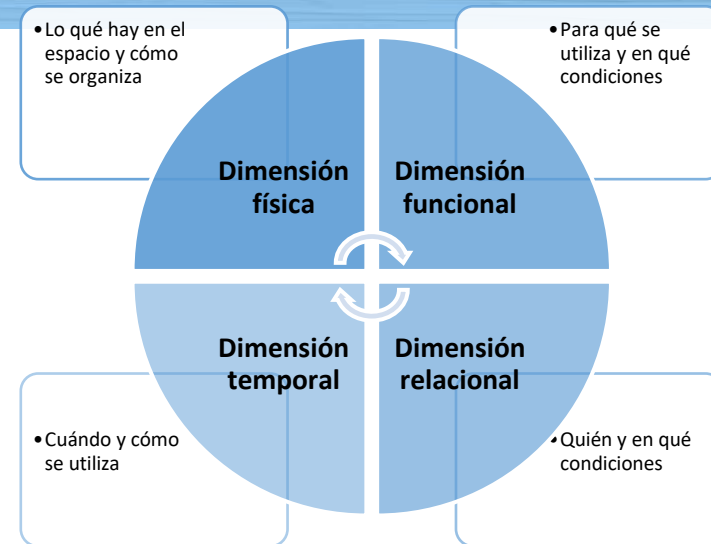 •Lo qué hay en el
espacio y cómo
se organiza
•Para qué se
utiliza y en qué
condiciones
Dimensión
física
Dimensión
funcional
Dimensión
temporal
Dimensión
relacional
•Cuándo y cómo
se utiliza
•Quién y en qué
condiciones